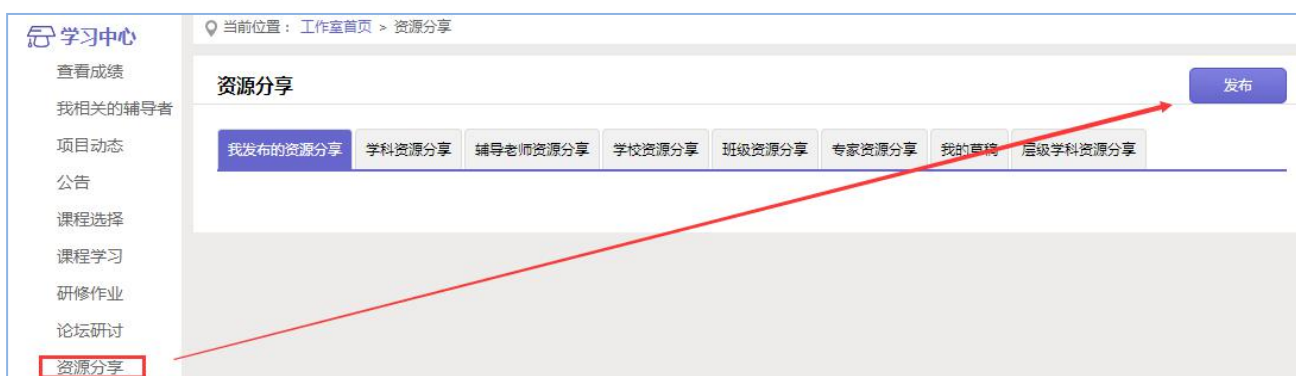 学习中心
查看成绩
我相关的辅导者
项目动态
公告
课程选择
课程学习
研修作业
论坛研讨
资源分享
当前位置： 工作室首页 > 资源分享
资源分享
发布
我发布的资源分享 学科资源分享 辅导老师资源分享 学校资源分享 班级资源分享 专家资源分享 我的草稿 层级学科资源分享